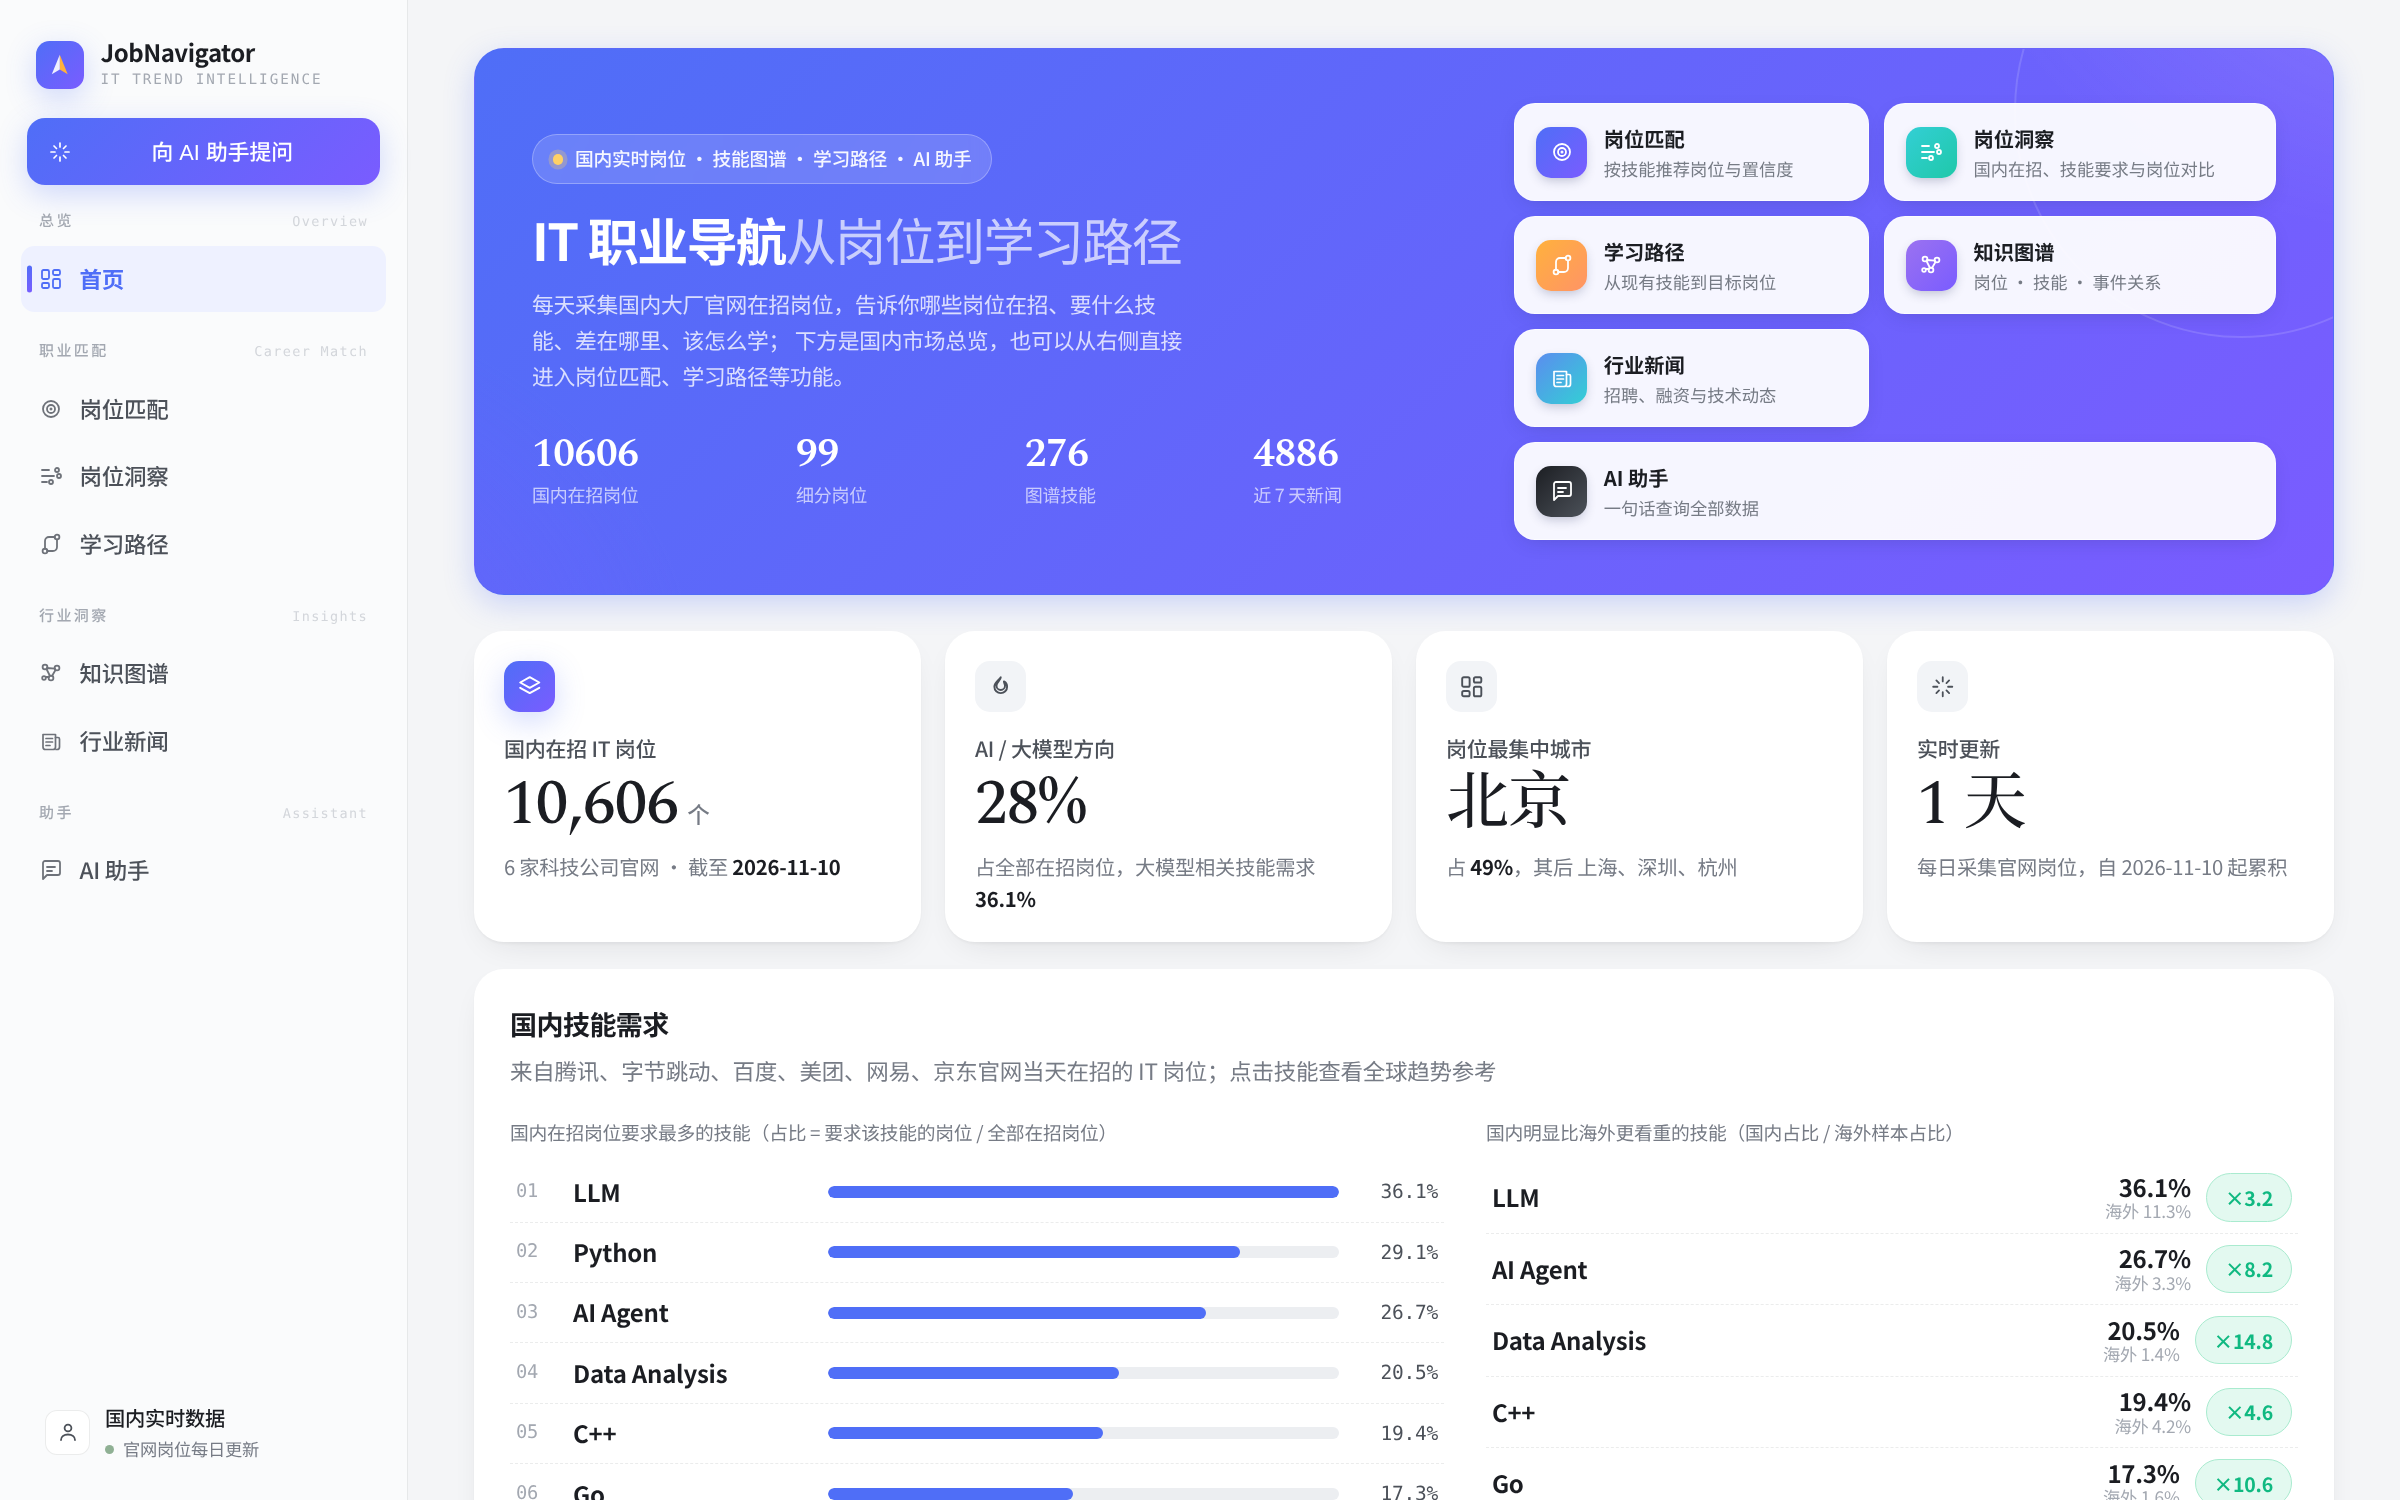 JobNavigator
IT TREND INTELLIGENCE
向 AI 助手提问
总览 Overview
首页
职业匹配 Career Match
岗位匹配
岗位洞察
学习路径
行业洞察 Insights
知识图谱
行业新闻
助手 Assistant
AI 助手
国内实时数据
官网岗位每日更新
国内实时岗位 · 技能图谱 · 学习路径 · AI 助手
IT 职业导航从岗位到学习路径
每天采集国内大厂官网在招岗位，告诉你哪些岗位在招、要什么技
能、差在哪里、该怎么学； 下方是国内市场总览，也可以从右侧直接
进入岗位匹配、学习路径等功能。
10606 99 276 4886
国内在招岗位 细分岗位 图谱技能 近 7 天新闻
岗位匹配
按技能推荐岗位与置信度
岗位洞察
国内在招、技能要求与岗位对比
学习路径
从现有技能到目标岗位
知识图谱
岗位 · 技能 · 事件关系
行业新闻
招聘、融资与技术动态
AI 助手
一句话查询全部数据
国内在招 IT 岗位
10,606 个
6 家科技公司官网 · 截至 2026-11-10
AI / 大模型方向
28%
占全部在招岗位，大模型相关技能需求
36.1%
岗位最集中城市
北京
占 49%，其后 上海、深圳、杭州
实时更新
1 天
每日采集官网岗位，自 2026-11-10 起累积
国内技能需求
来自腾讯、字节跳动、百度、美团、网易、京东官网当天在招的 IT 岗位；点击技能查看全球趋势参考
国内在招岗位要求最多的技能（占比 = 要求该技能的岗位 / 全部在招岗位）
01 LLM 36.1%
02 Python 29.1%
03 AI Agent 26.7%
04 Data Analysis 20.5%
05 C++ 19.4%
06 Go 17.3%
国内明显比海外更看重的技能（国内占比 / 海外样本占比）
LLM 36.1% ×3.2
海外 11.3%
AI Agent 26.7% ×8.2
海外 3.3%
Data Analysis 20.5% ×14.8
海外 1.4%
C++ 19.4% ×4.6
海外 4.2%
Go 17.3% ×10.6
海外 1.6%